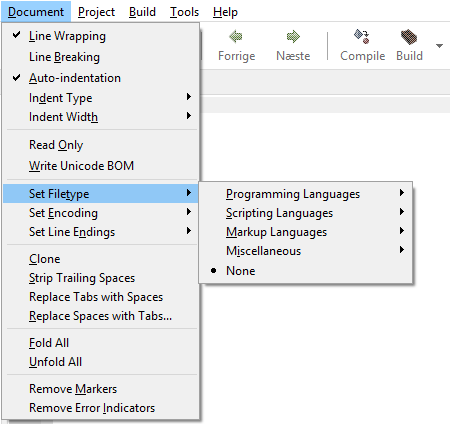 Document Project Build Tools Help
Line Wrapping
Line Breaking
Auto-indentation
Indent Type
Indent Width
Read Only
Write Unicode BOM
Set Filetype
Set Encoding
Set Line Endings
Clone
Strip Trailing Spaces
Replace Tabs with Spaces
Replace Spaces with Tabs...
Fold All
Unfold All
Remove Markers
Remove Error Indicators
Forrige Næste Compile Build
Programming Languages
Scripting Languages
Markup Languages
Miscellaneous
None